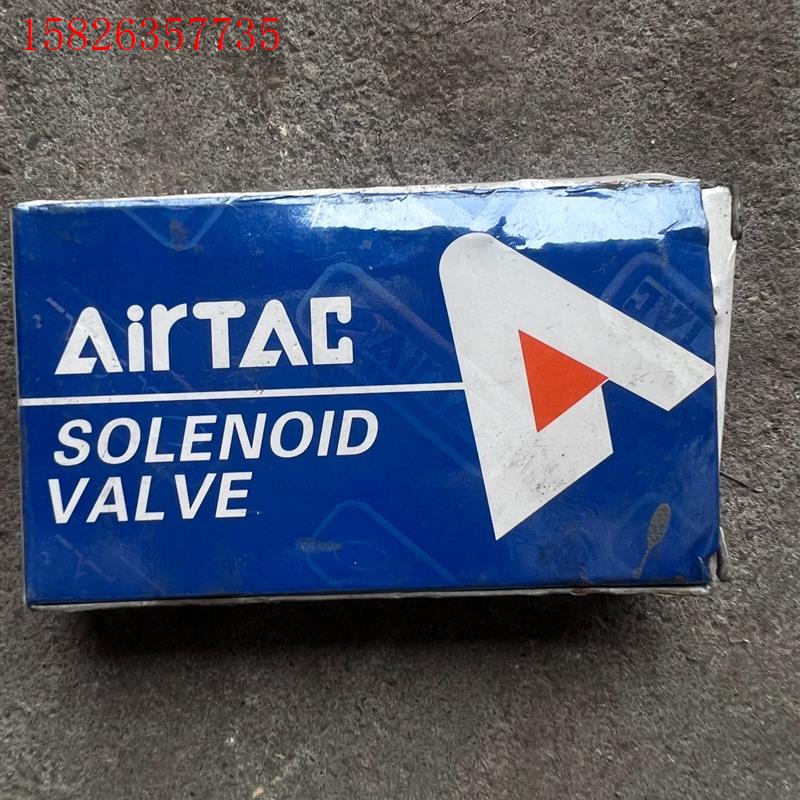 15826357735
AirTAC
SOLENOID
VALVE